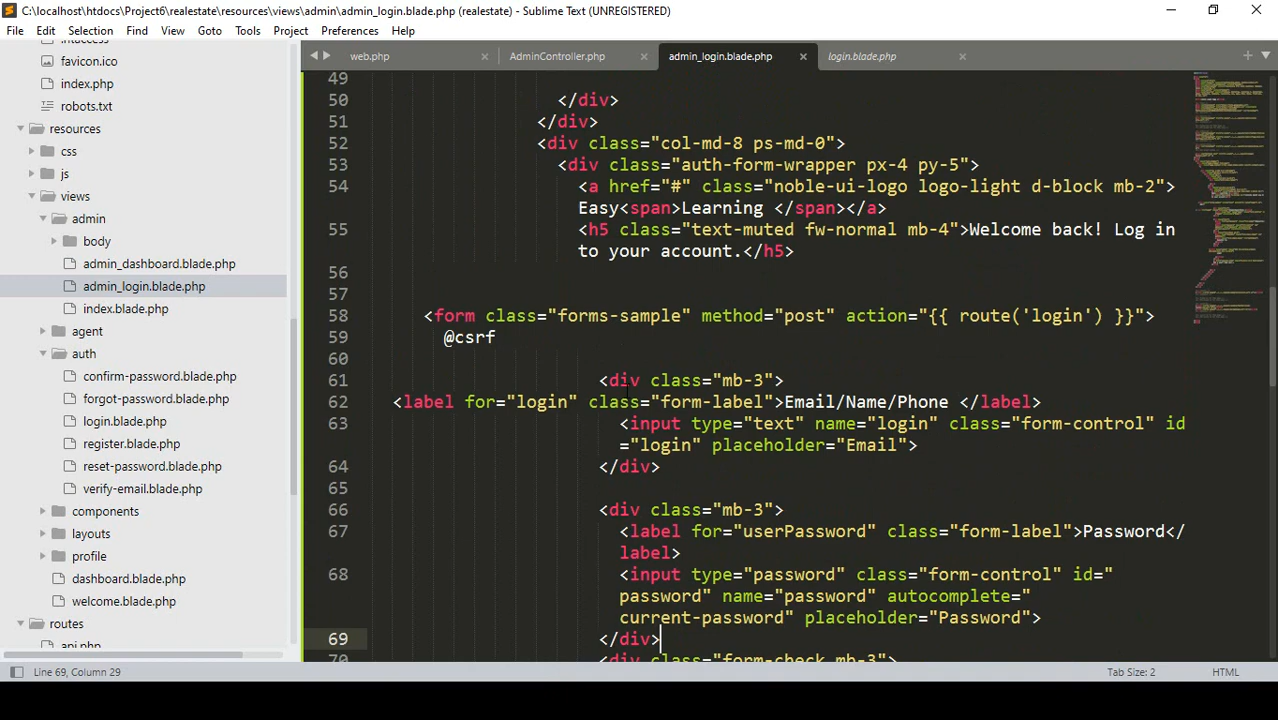 C:\localhost\htdocs\Project6\realestate\resources\views\admin\admin_login.blade.php (realestate) - Sublime Text (UNREGISTERED)
File Edit Selection Find View Goto Tools Project Preferences Help
web.php AdminController.php admin_login.blade.php login.blade.php
.htaccess
favicon.ico
index.php
robots.txt
resources
css
js
views
admin
body
admin_dashboard.blade.php
admin_login.blade.php
index.blade.php
agent
auth
confirm-password.blade.php
forgot-password.blade.php
login.blade.php
register.blade.php
reset-password.blade.php
verify-email.blade.php
components
layouts
profile
dashboard.blade.php
welcome.blade.php
routes
api.php
49
50 </div>
51 </div>
52 <div class="col-md-8 ps-md-0">
53 <div class="auth-form-wrapper px-4 py-5">
54 <a href="#" class="noble-ui-logo logo-light d-block mb-2">
Easy<span>Learning </span></a>
55 <h5 class="text-muted fw-normal mb-4">Welcome back! Log in
to your account.</h5>
56
57
58 <form class="forms-sample" method="post" action="{{ route('login') }}">
59 @csrf
60
61 <div class="mb-3">
62 <label for="login" class="form-label">Email/Name/Phone </label>
63 <input type="text" name="login" class="form-control" id
="login" placeholder="Email">
64 </div>
65
66 <div class="mb-3">
67 <label for="userPassword" class="form-label">Password</
label>
68 <input type="password" class="form-control" id="
password" name="password" autocomplete="
current-password" placeholder="Password">
69 </div>
70 <div class="form-check mb-3">
Line 69, Column 29 Tab Size: 2 HTML